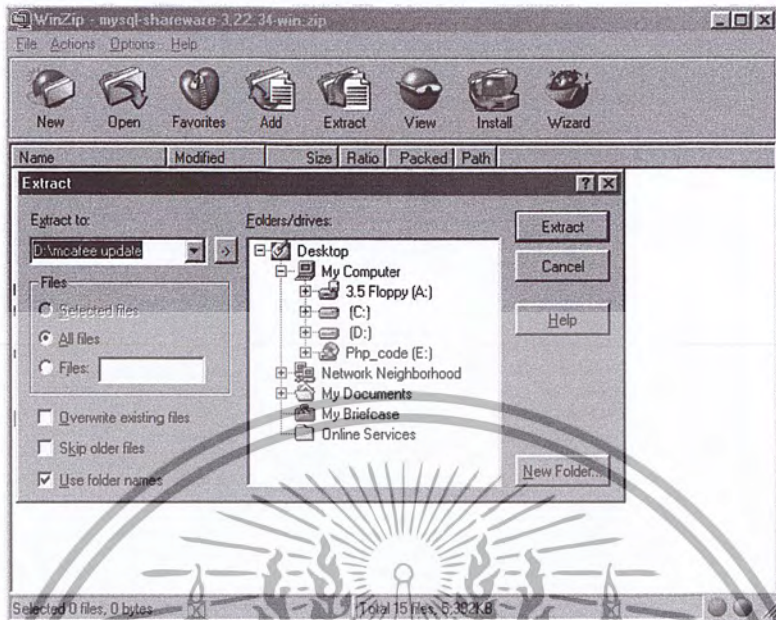 WinZip - mysql-shareware-3.22.34-win.zip
File Actions Options Help
New Open Favorites Add Extract View Install Wizard
Name Modified Size Ratio Packed Path
Extract
Extract to:
D:\mcafee update
Files
Selected files
All files
Files:
Overwrite existing files
Skip older files
Use folder names
Folders/drives:
Desktop
My Computer
3.5 Floppy (A:)
(C:)
(D:)
Php_code (E:)
Network Neighborhood
My Documents
My Briefcase
Online Services
Extract
Cancel
Help
New Folder...
Selected 0 files, 0 bytes Total 15 files, 5,392KB